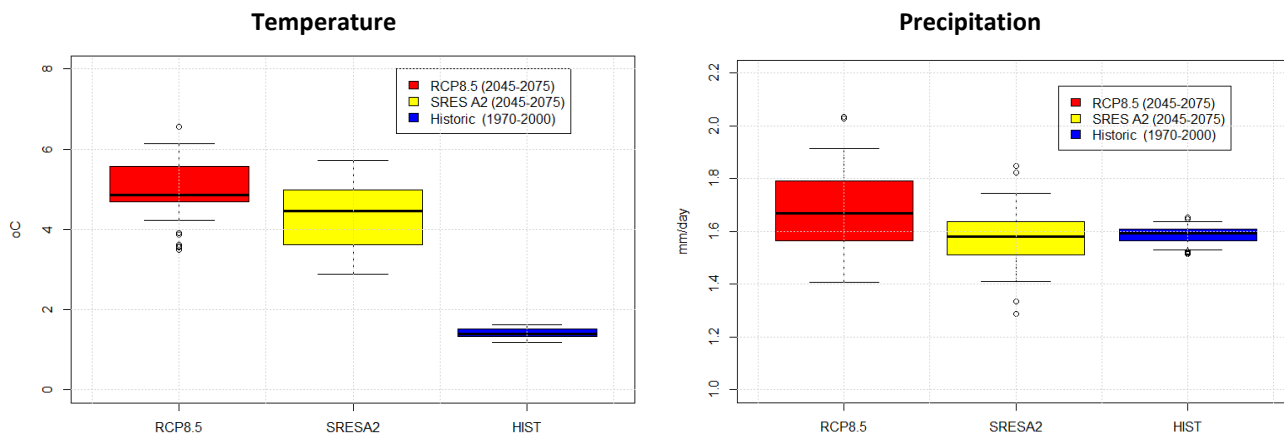 Temperature
oC
8
6
4
2
0
RCP8.5 (2045-2075)
SRES A2 (2045-2075)
Historic (1970-2000)
RCP8.5
SRESA2
HIST
Precipitation
mm/day
2.2
2.0
1.8
1.6
1.4
1.2
1.0
RCP8.5 (2045-2075)
SRES A2 (2045-2075)
Historic (1970-2000)
RCP8.5
SRESA2
HIST